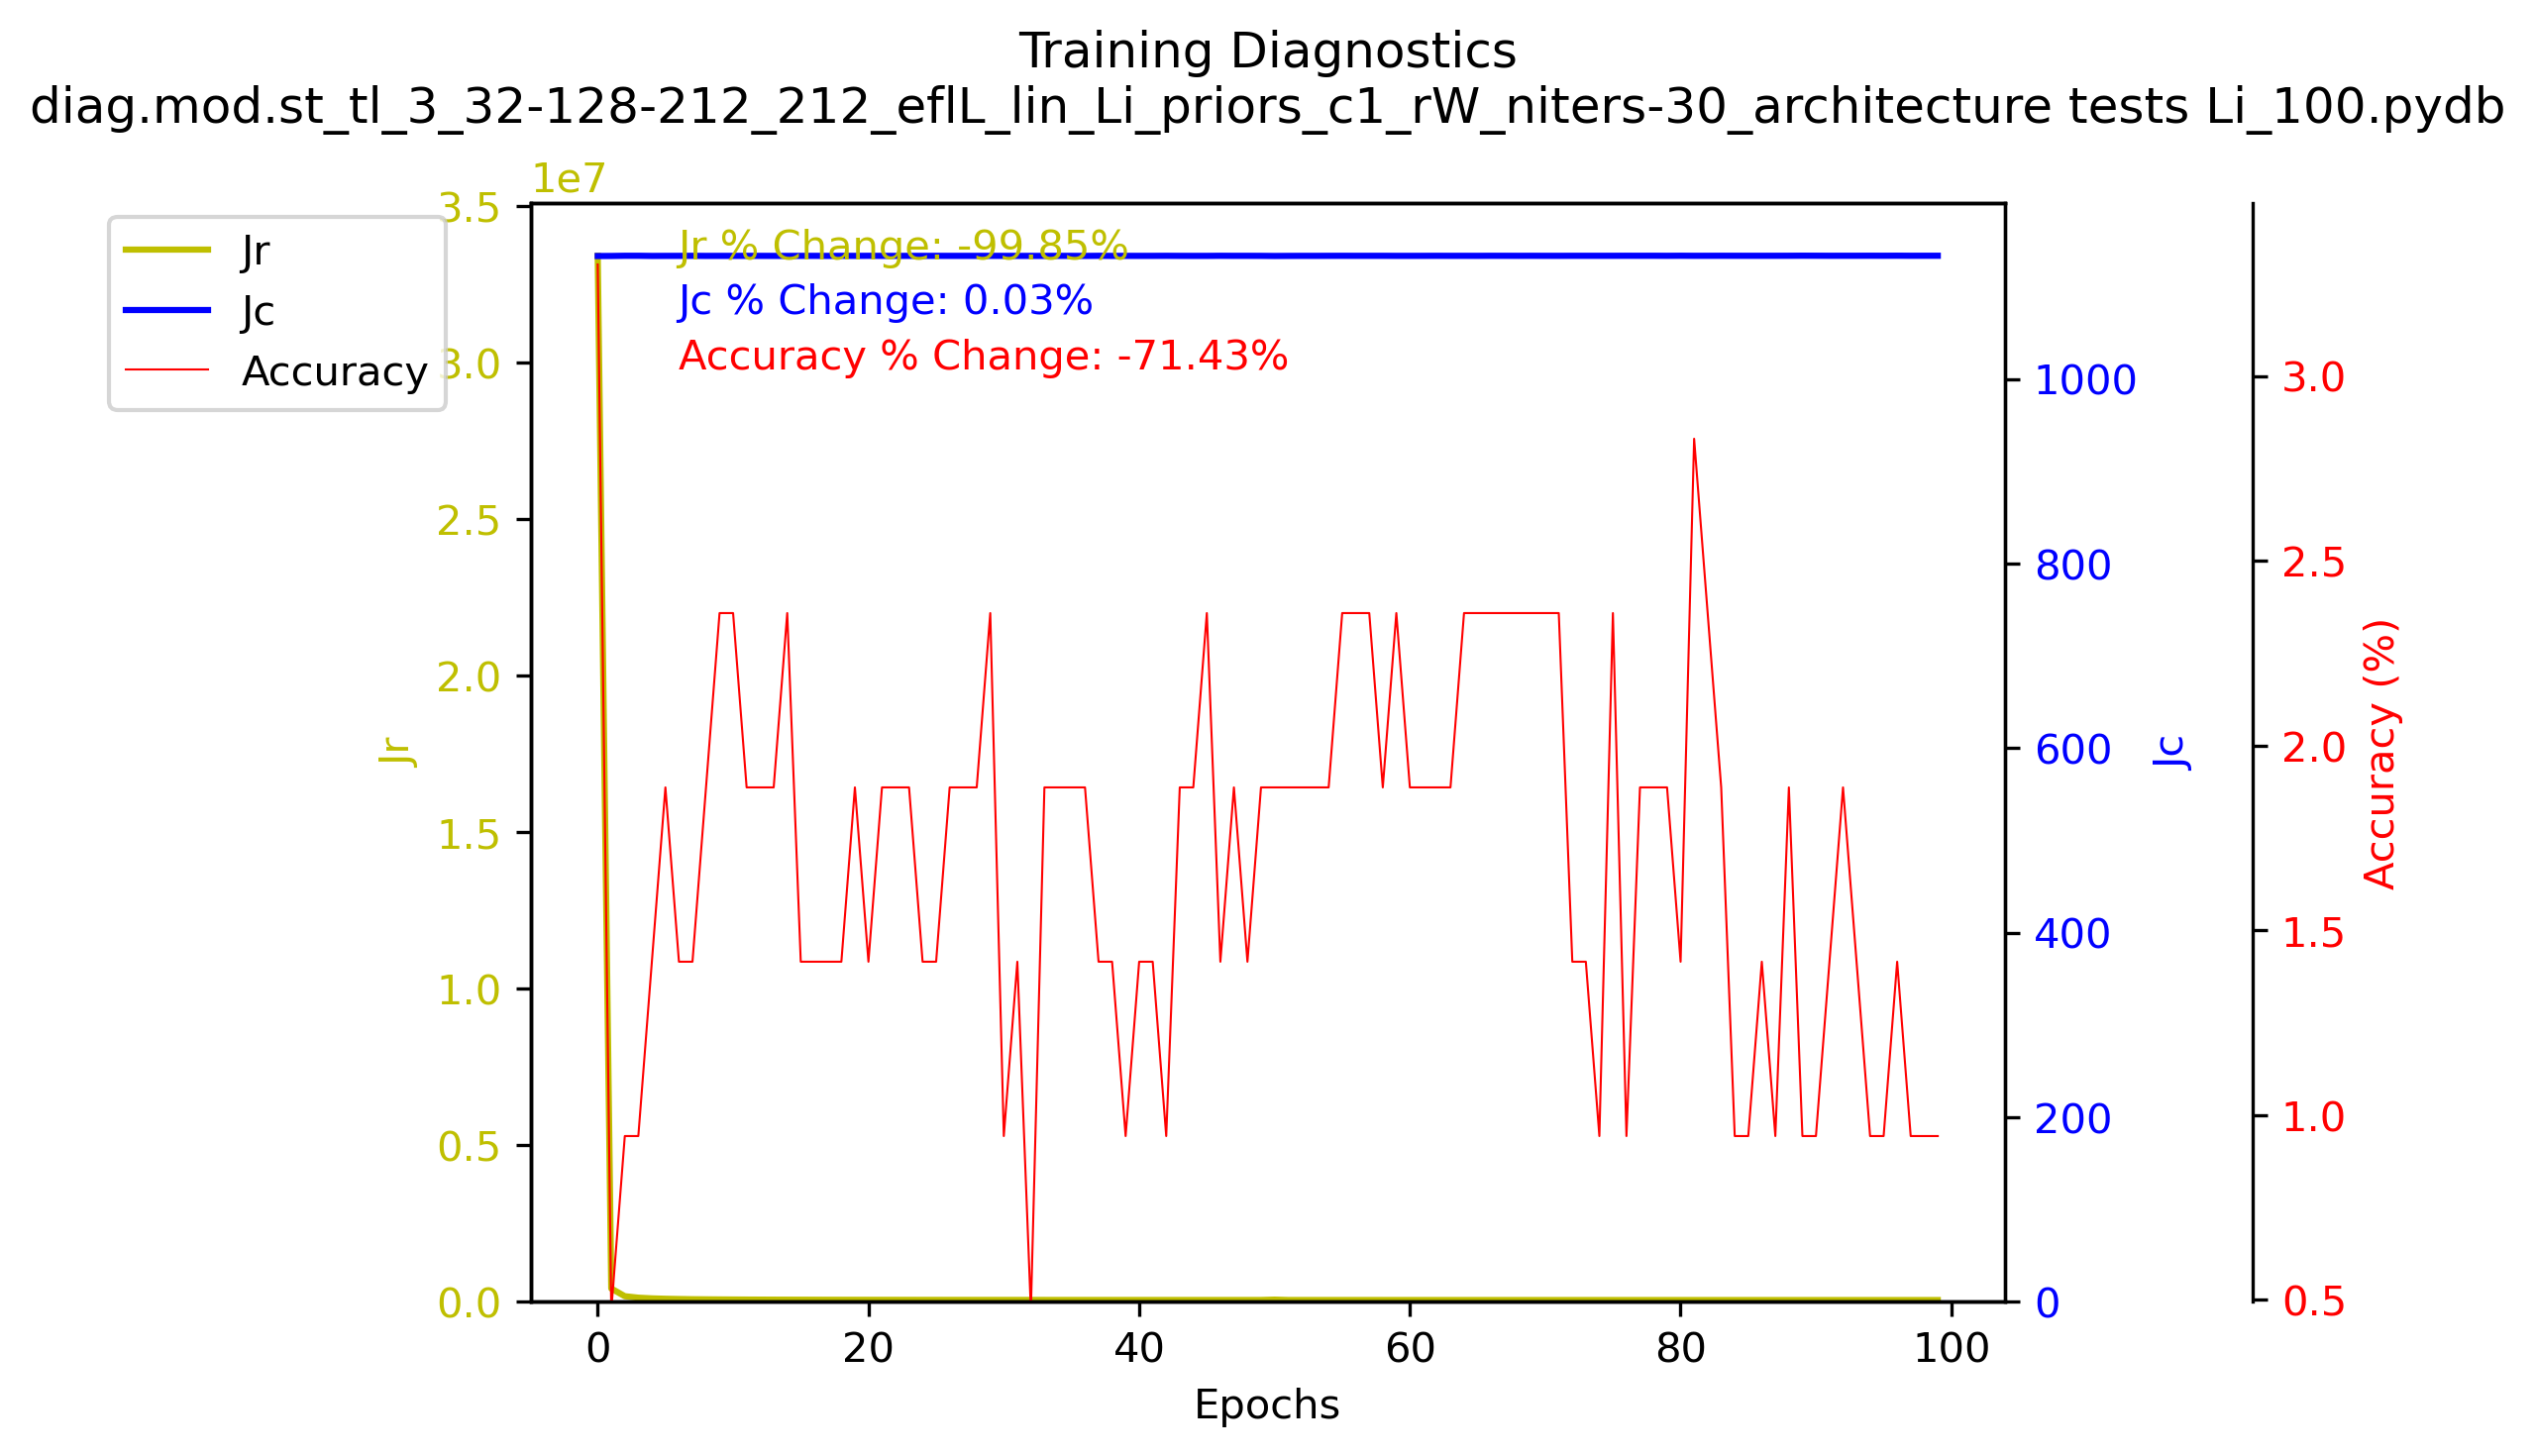 Training Diagnostics
diag.mod.st_tl_3_32-128-212_212_eflL_lin_Li_priors_c1_rW_niters-30_architecture tests Li_100.pydb
1e7
Jr
Jc
Accuracy
Jr % Change: -99.85%
Jc % Change: 0.03%
Accuracy % Change: -71.43%
3.5
3.0
2.5
2.0
1.5
1.0
0.5
0.0
Jr
1000
800
600
400
200
0
Jc
3.0
2.5
2.0
1.5
1.0
0.5
Accuracy (%)
0 20 40 60 80 100
Epochs